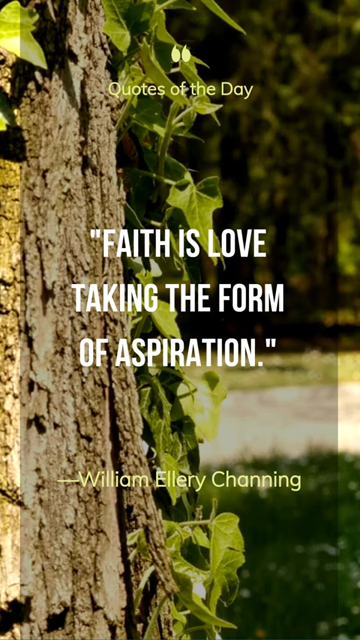 ❝
Quotes of the Day
"FAITH IS LOVE
TAKING THE FORM
OF ASPIRATION."
—William Ellery Channing